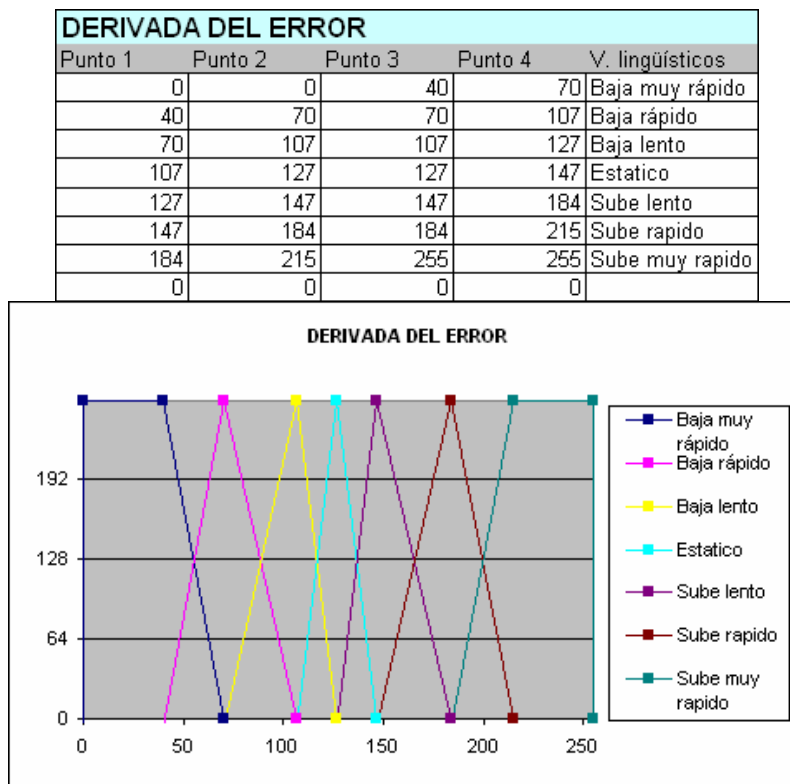 DERIVADA DEL ERROR
Punto 1 Punto 2 Punto 3 Punto 4 V. lingüísticos
0 0 40 70 Baja muy rápido
40 70 70 107 Baja rápido
70 107 107 127 Baja lento
107 127 127 147 Estatico
127 147 147 184 Sube lento
147 184 184 215 Sube rapido
184 215 255 255 Sube muy rapido
0 0 0 0
DERIVADA DEL ERROR
192
128
64
0
0 50 100 150 200 250
Baja muy
rápido
Baja rápido
Baja lento
Estatico
Sube lento
Sube rapido
Sube muy
rapido